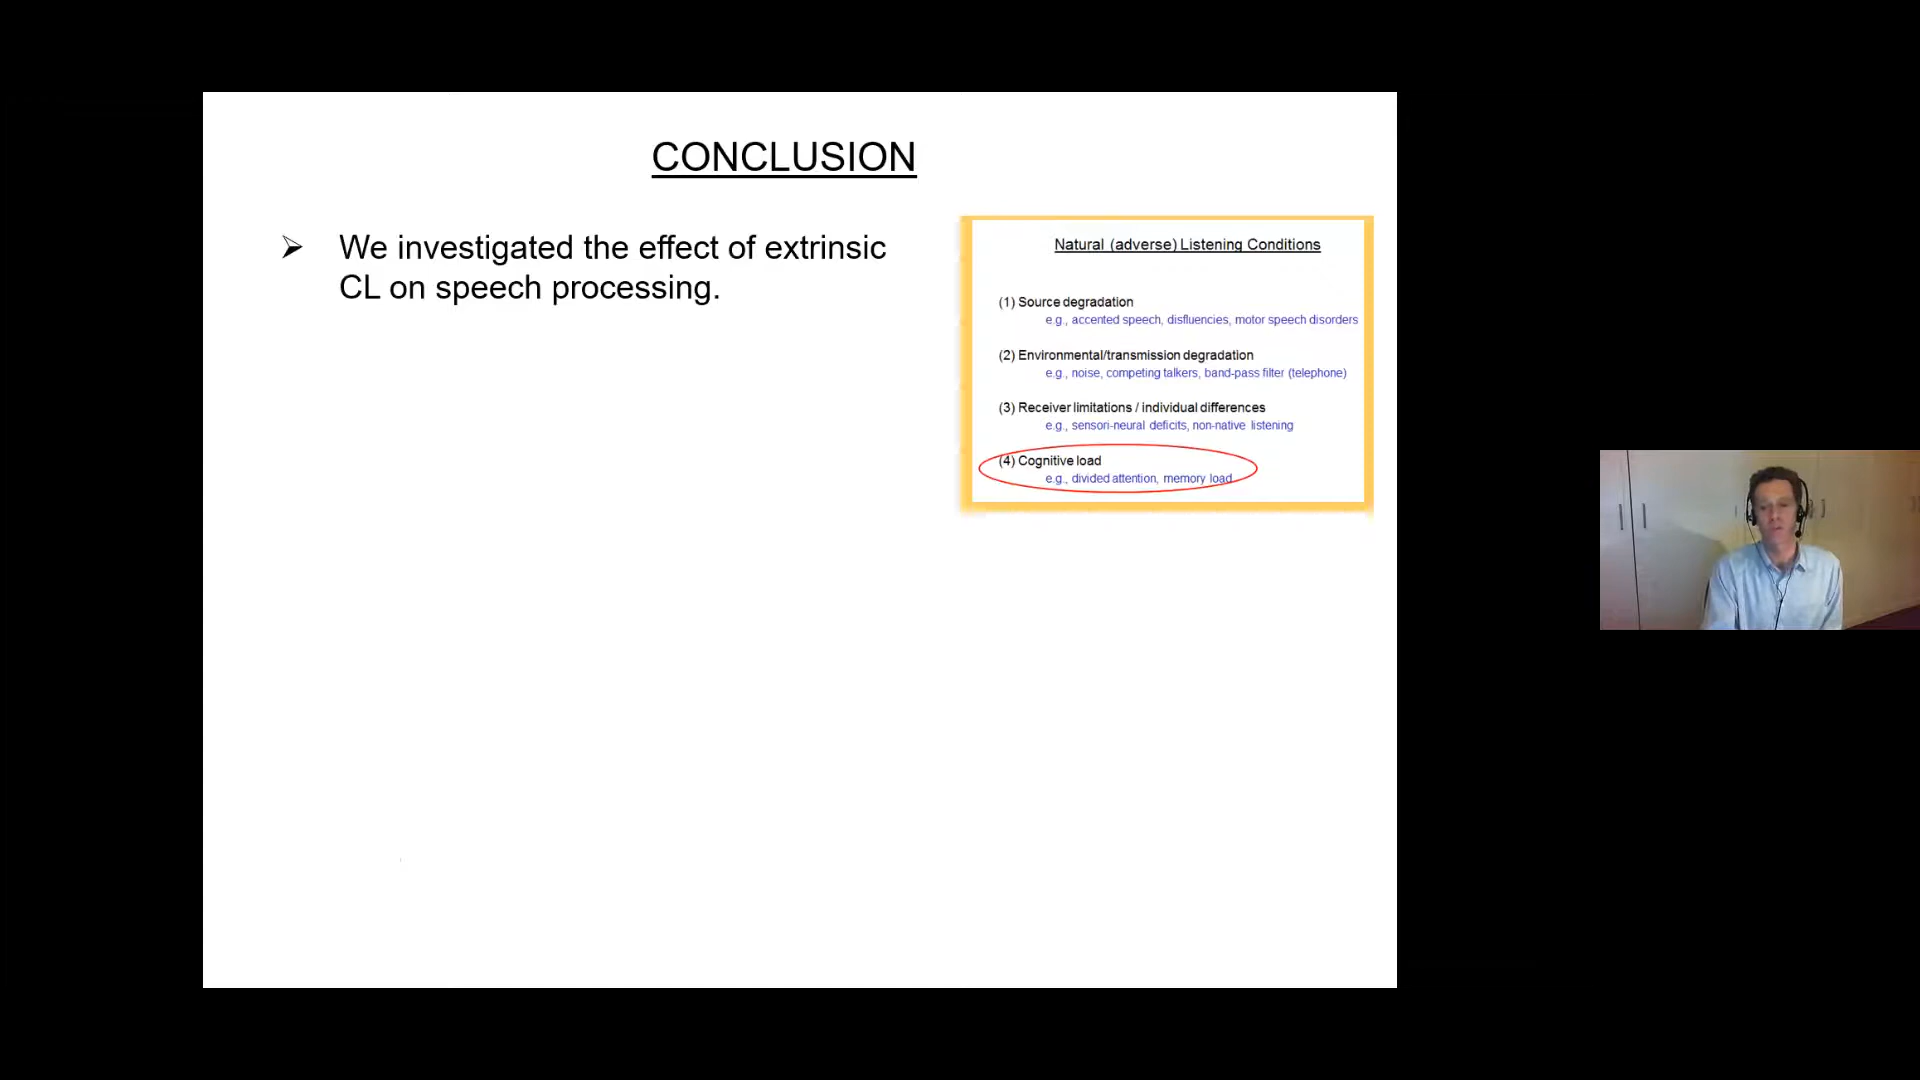 CONCLUSION
➢ We investigated the effect of extrinsic
CL on speech processing.
Natural (adverse) Listening Conditions
(1) Source degradation
e.g., accented speech, disfluencies, motor speech disorders
(2) Environmental/transmission degradation
e.g., noise, competing talkers, band-pass filter (telephone)
(3) Receiver limitations / individual differences
e.g., sensori-neural deficits, non-native listening
(4) Cognitive load
e.g., divided attention, memory load